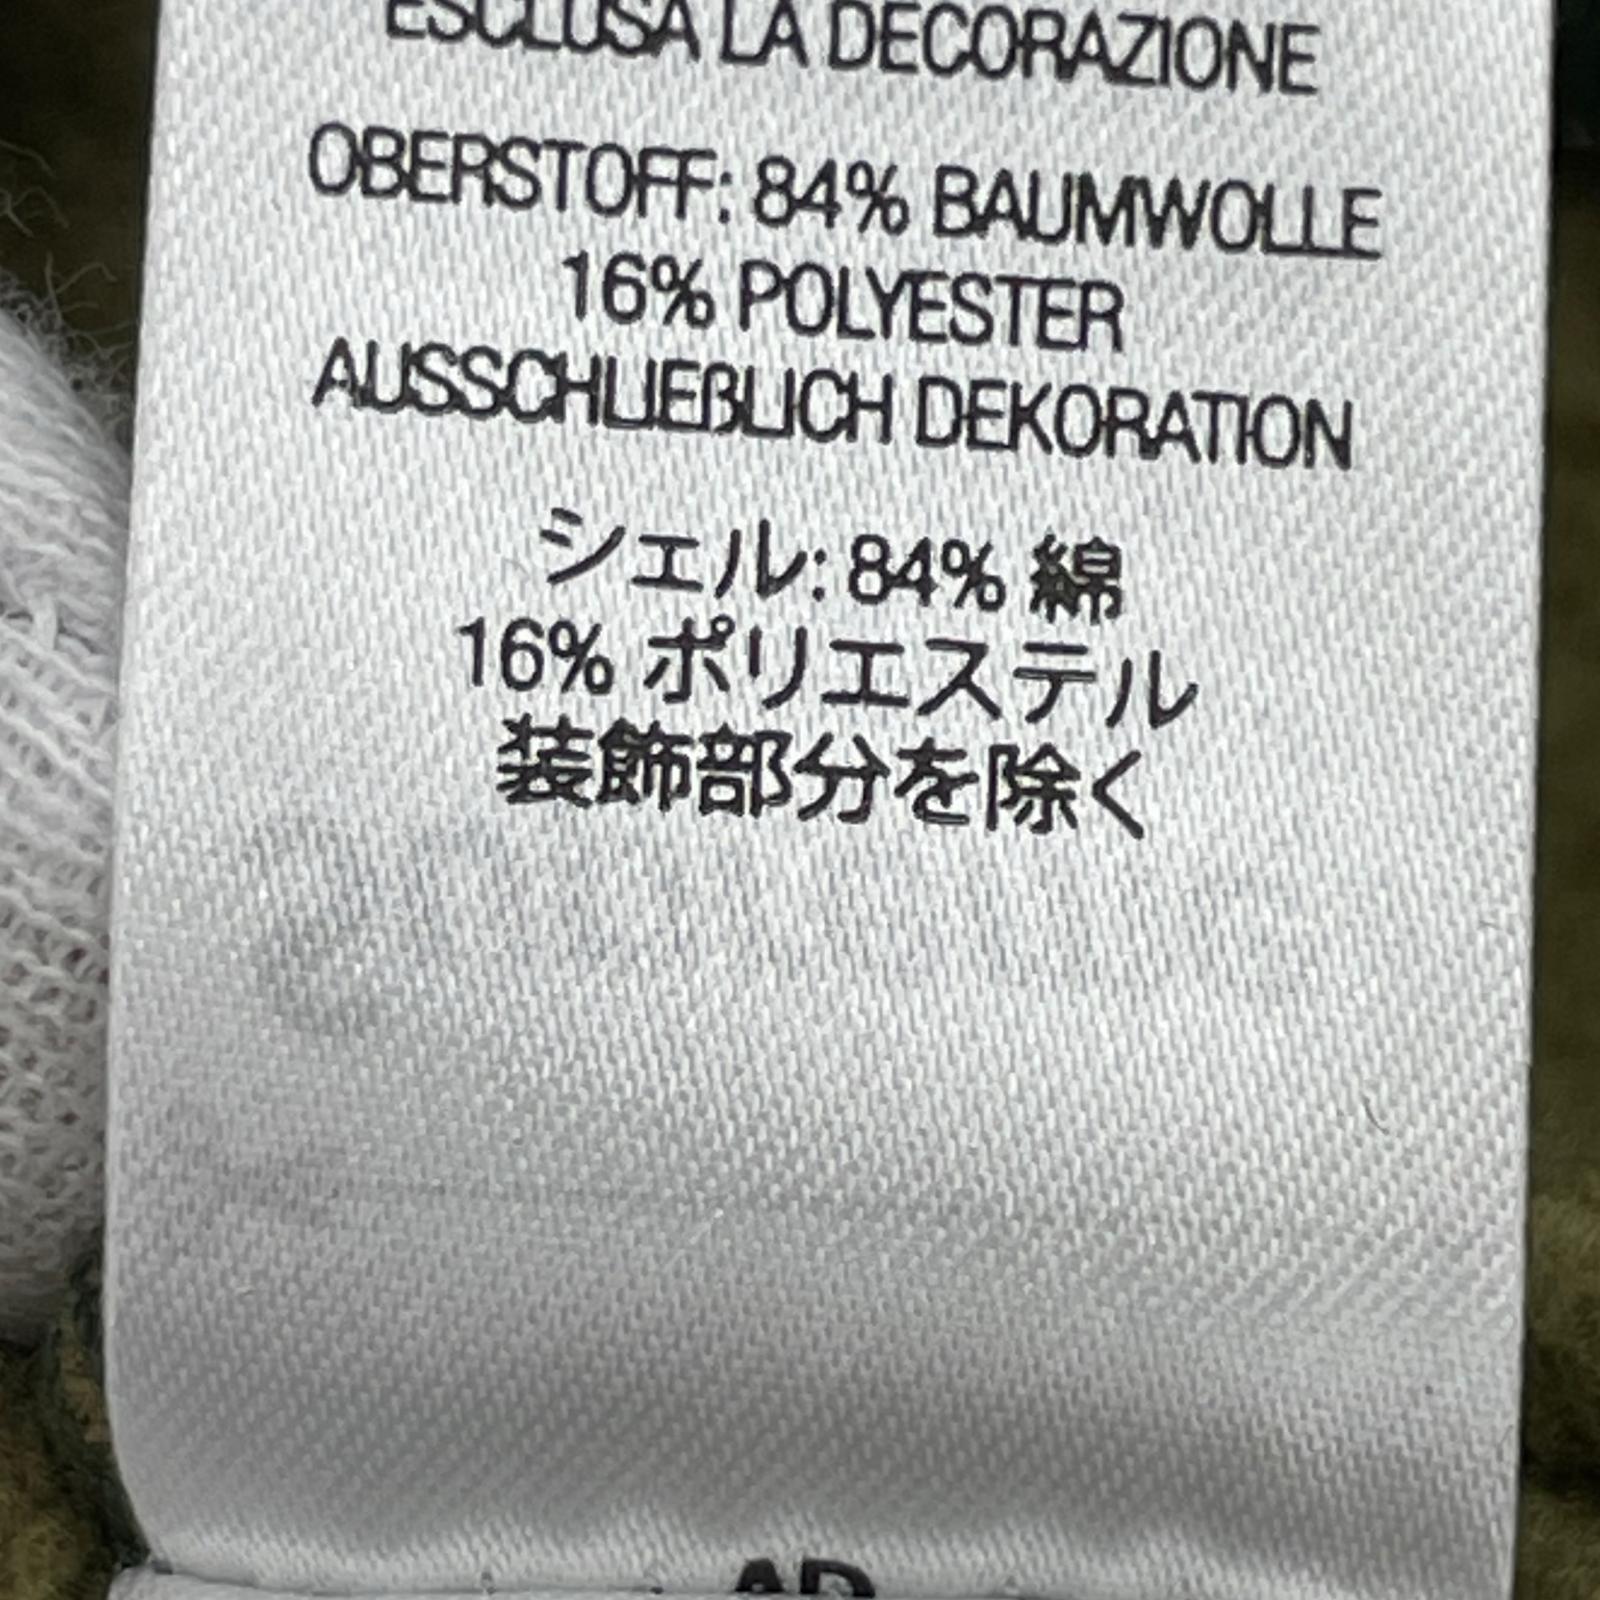 ESCLUSA LA DECORAZIONE
OBERSTOFF: 84% BAUMWOLLE
16% POLYESTER
AUSSCHLIEßLICH DEKORATION
シェル: 84% 綿
16% ポリエステル
装飾部分を除く